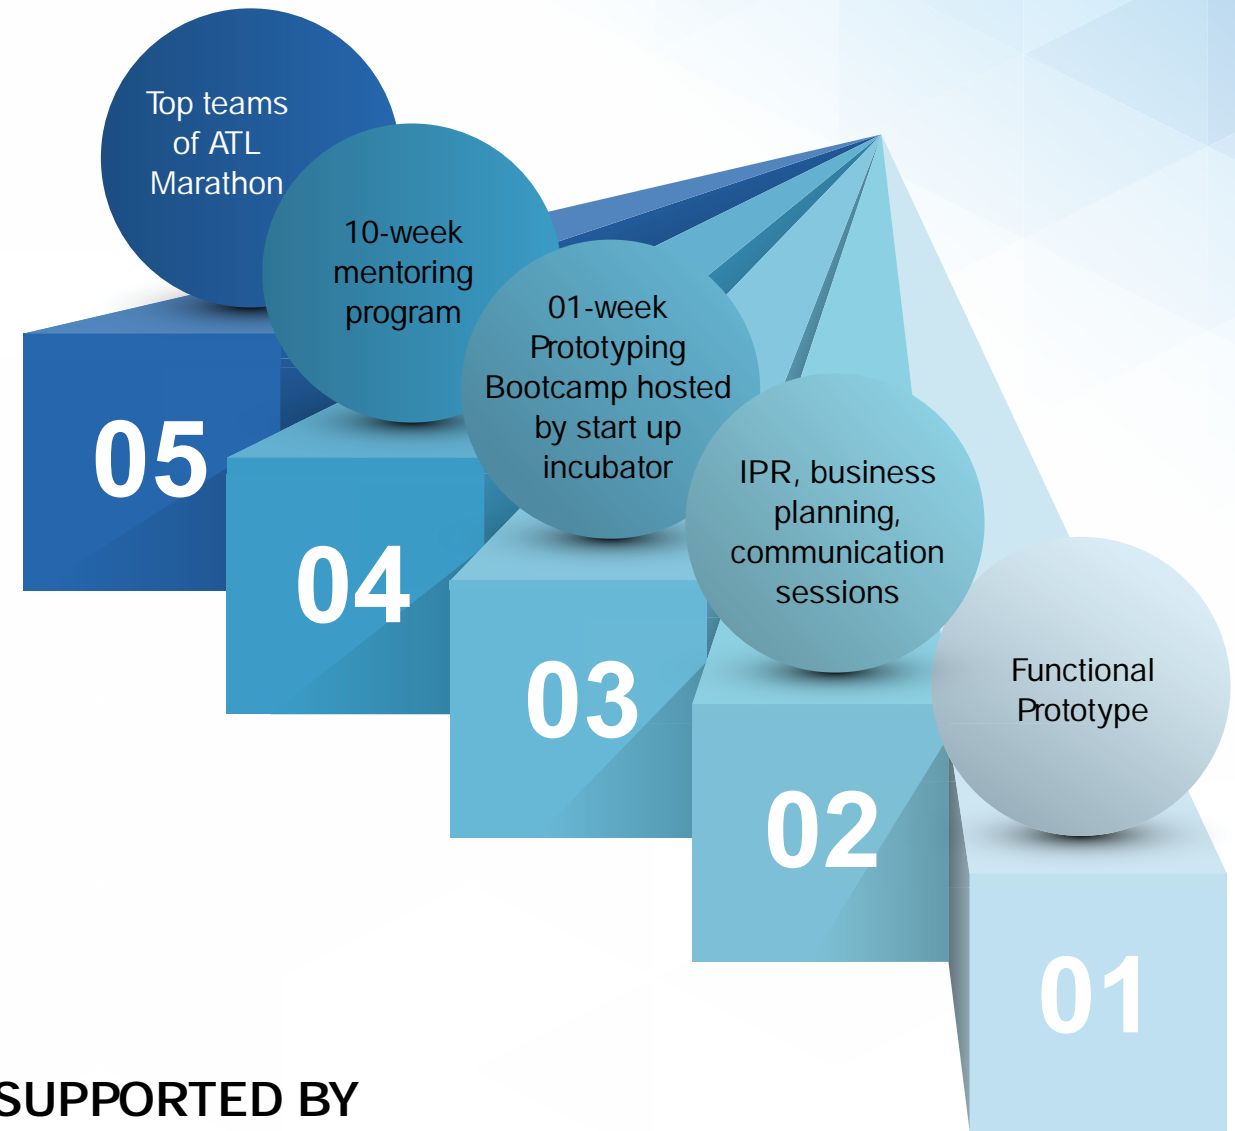 Top teams
of ATL
Marathon
10-week
mentoring
program
01-week
Prototyping
Bootcamp hosted
by start up
incubator
IPR, business
planning,
communication
sessions
Functional
Prototype
05
04
03
02
01
SUPPORTED BY